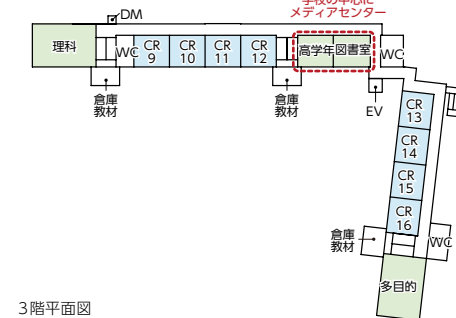 学校の中心に
メディアセンター
DM
理科
WC
CR
9
CR
10
CR
11
CR
12
高学年図書室
WC
倉庫
教材
倉庫
教材
EV
CR
13
CR
14
CR
15
CR
16
倉庫
教材
WC
多目的
3階平面図